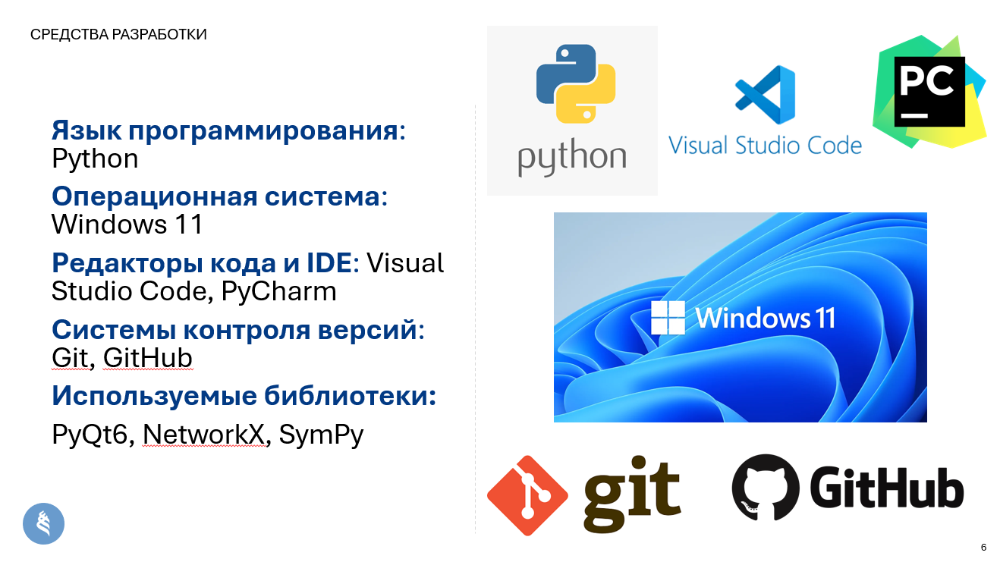 СРЕДСТВА РАЗРАБОТКИ
Язык программирования:
Python
Операционная система:
Windows 11
Редакторы кода и IDE: Visual
Studio Code, PyCharm
Системы контроля версий:
Git, GitHub
Используемые библиотеки:
PyQt6, NetworkX, SymPy
python
Visual Studio Code
PC
Windows 11
git
GitHub
6